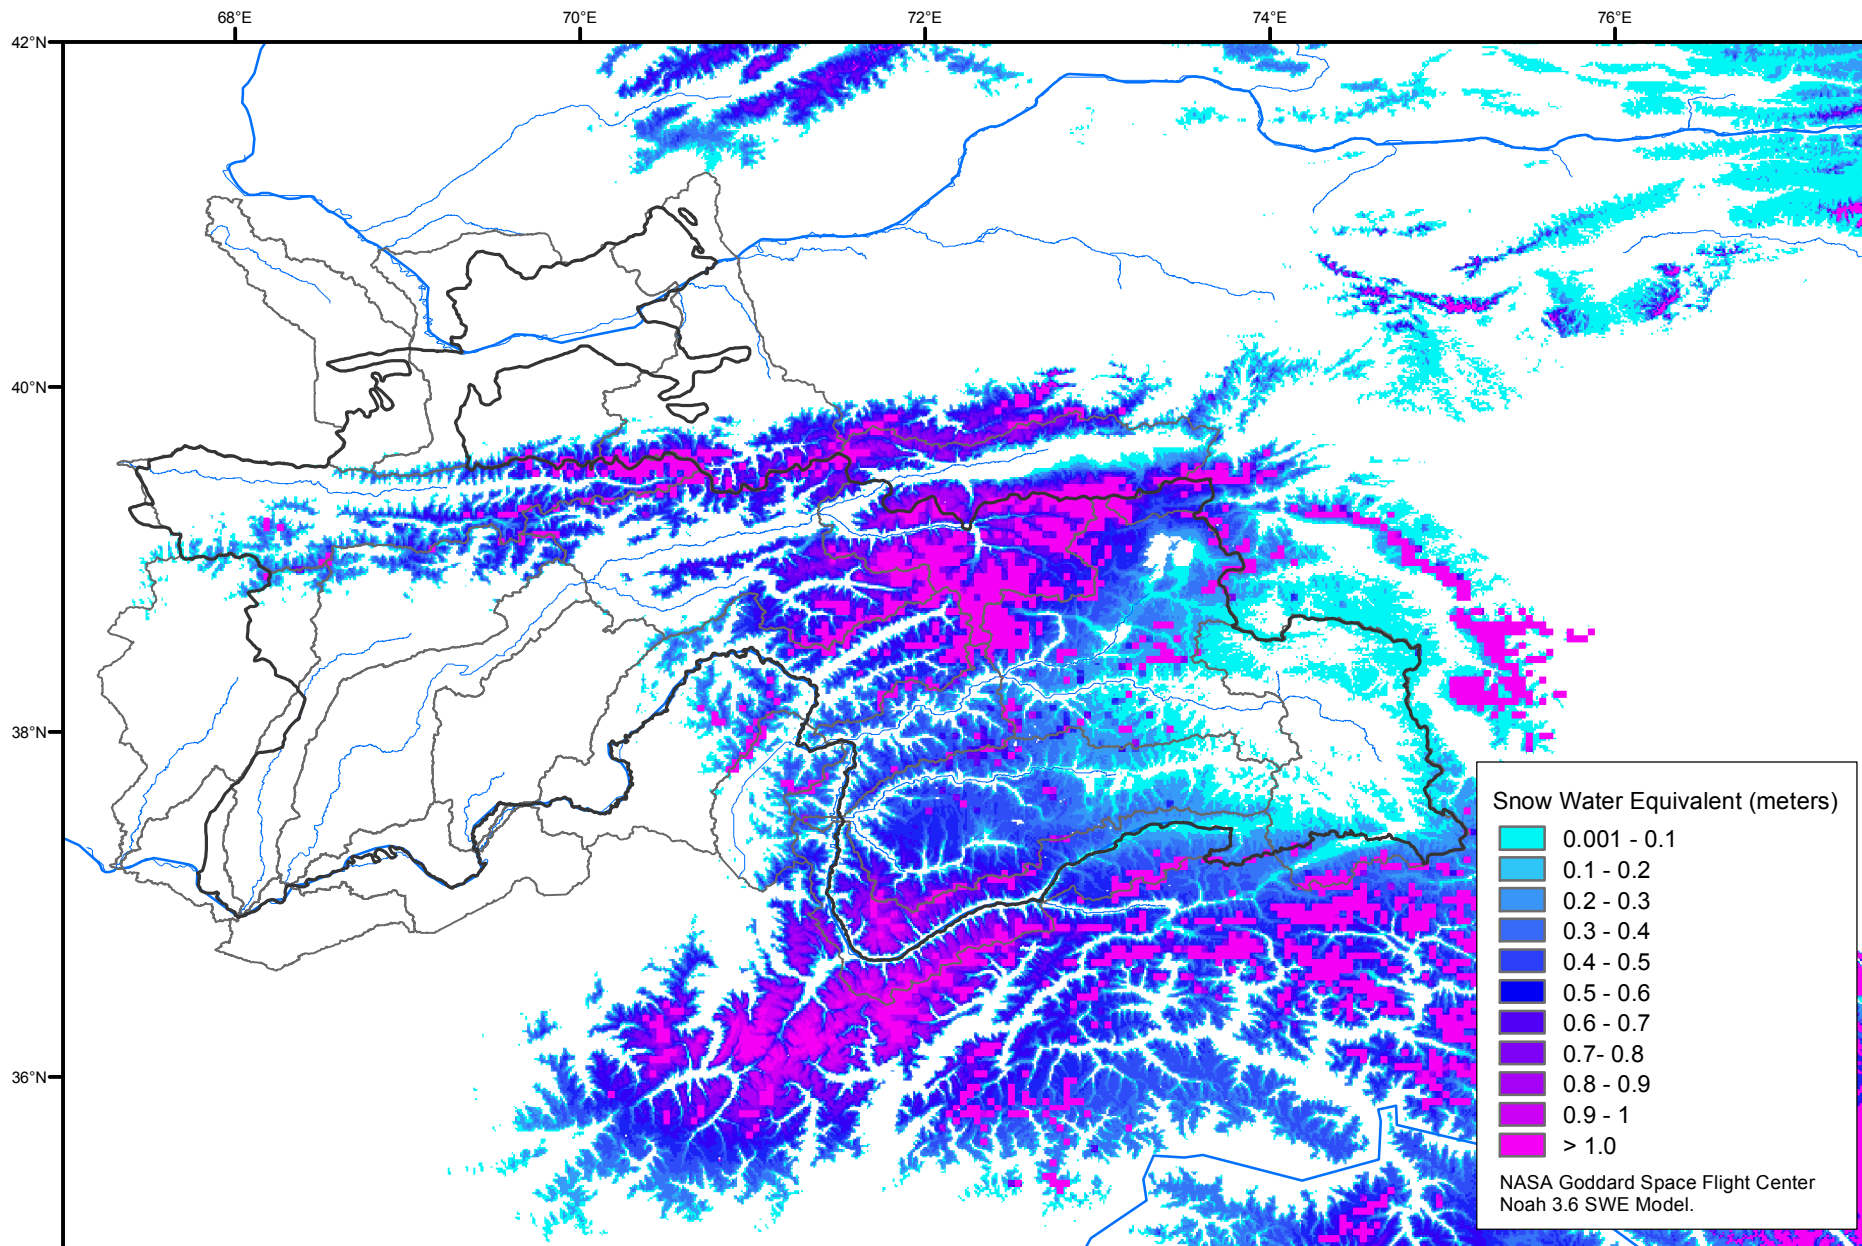 68°E 70°E 72°E 74°E 76°E
42°N
40°N
38°N
36°N
Snow Water Equivalent (meters)
0.001 - 0.1
0.1 - 0.2
0.2 - 0.3
0.3 - 0.4
0.4 - 0.5
0.5 - 0.6
0.6 - 0.7
0.7- 0.8
0.8 - 0.9
0.9 - 1
> 1.0
NASA Goddard Space Flight Center
Noah 3.6 SWE Model.